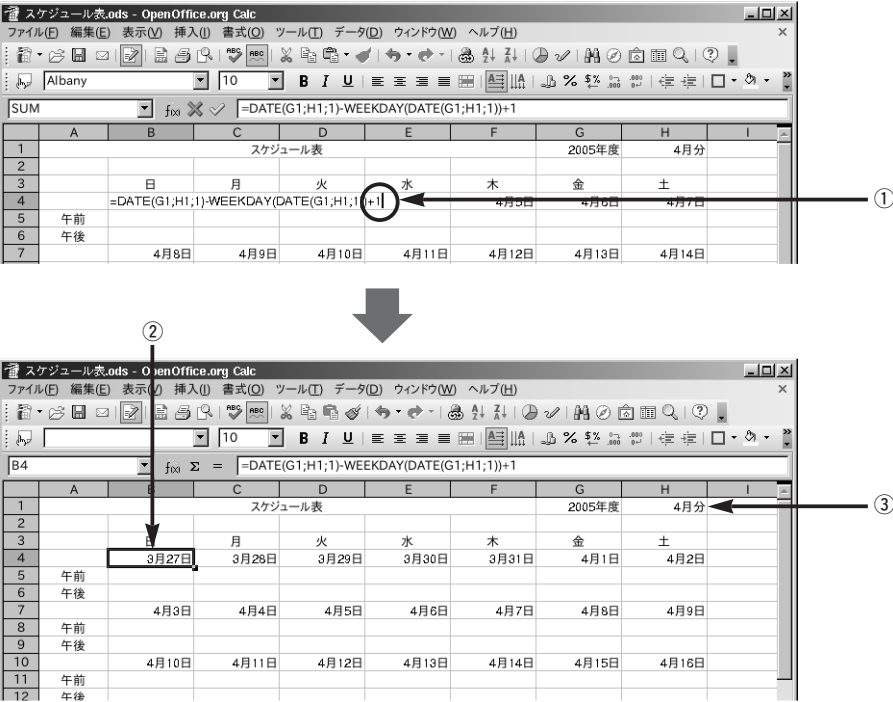 スケジュール表.ods - OpenOffice.org Calc
ファイル(F) 編集(E) 表示(V) 挿入(I) 書式(O) ツール(T) データ(D) ウィンドウ(W) ヘルプ(H)
Albany 10 B I U
SUM f(x) =DATE(G1;H1;1)-WEEKDAY(DATE(G1;H1;1))+1
A B C D E F G H I
1 スケジュール表 2005年度 4月分
2
3 日 月 火 水 木 金 土
4 =DATE(G1;H1;1)-WEEKDAY(DATE(G1;H1;1))+1 4月5日 4月6日 4月7日
①
5 午前
6 午後
7 4月8日 4月9日 4月10日 4月11日 4月12日 4月13日 4月14日
②
スケジュール表.ods - OpenOffice.org Calc
ファイル(F) 編集(E) 表示(V) 挿入(I) 書式(O) ツール(T) データ(D) ウィンドウ(W) ヘルプ(H)
10 B I U
B4 f(x) Σ = =DATE(G1;H1;1)-WEEKDAY(DATE(G1;H1;1))+1
A B C D E F G H I
1 スケジュール表 2005年度 4月分
③
2
3 日 月 火 水 木 金 土
4 3月27日 3月28日 3月29日 3月30日 3月31日 4月1日 4月2日
5 午前
6 午後
7 4月3日 4月4日 4月5日 4月6日 4月7日 4月8日 4月9日
8 午前
9 午後
10 4月10日 4月11日 4月12日 4月13日 4月14日 4月15日 4月16日
11 午前
12 午後